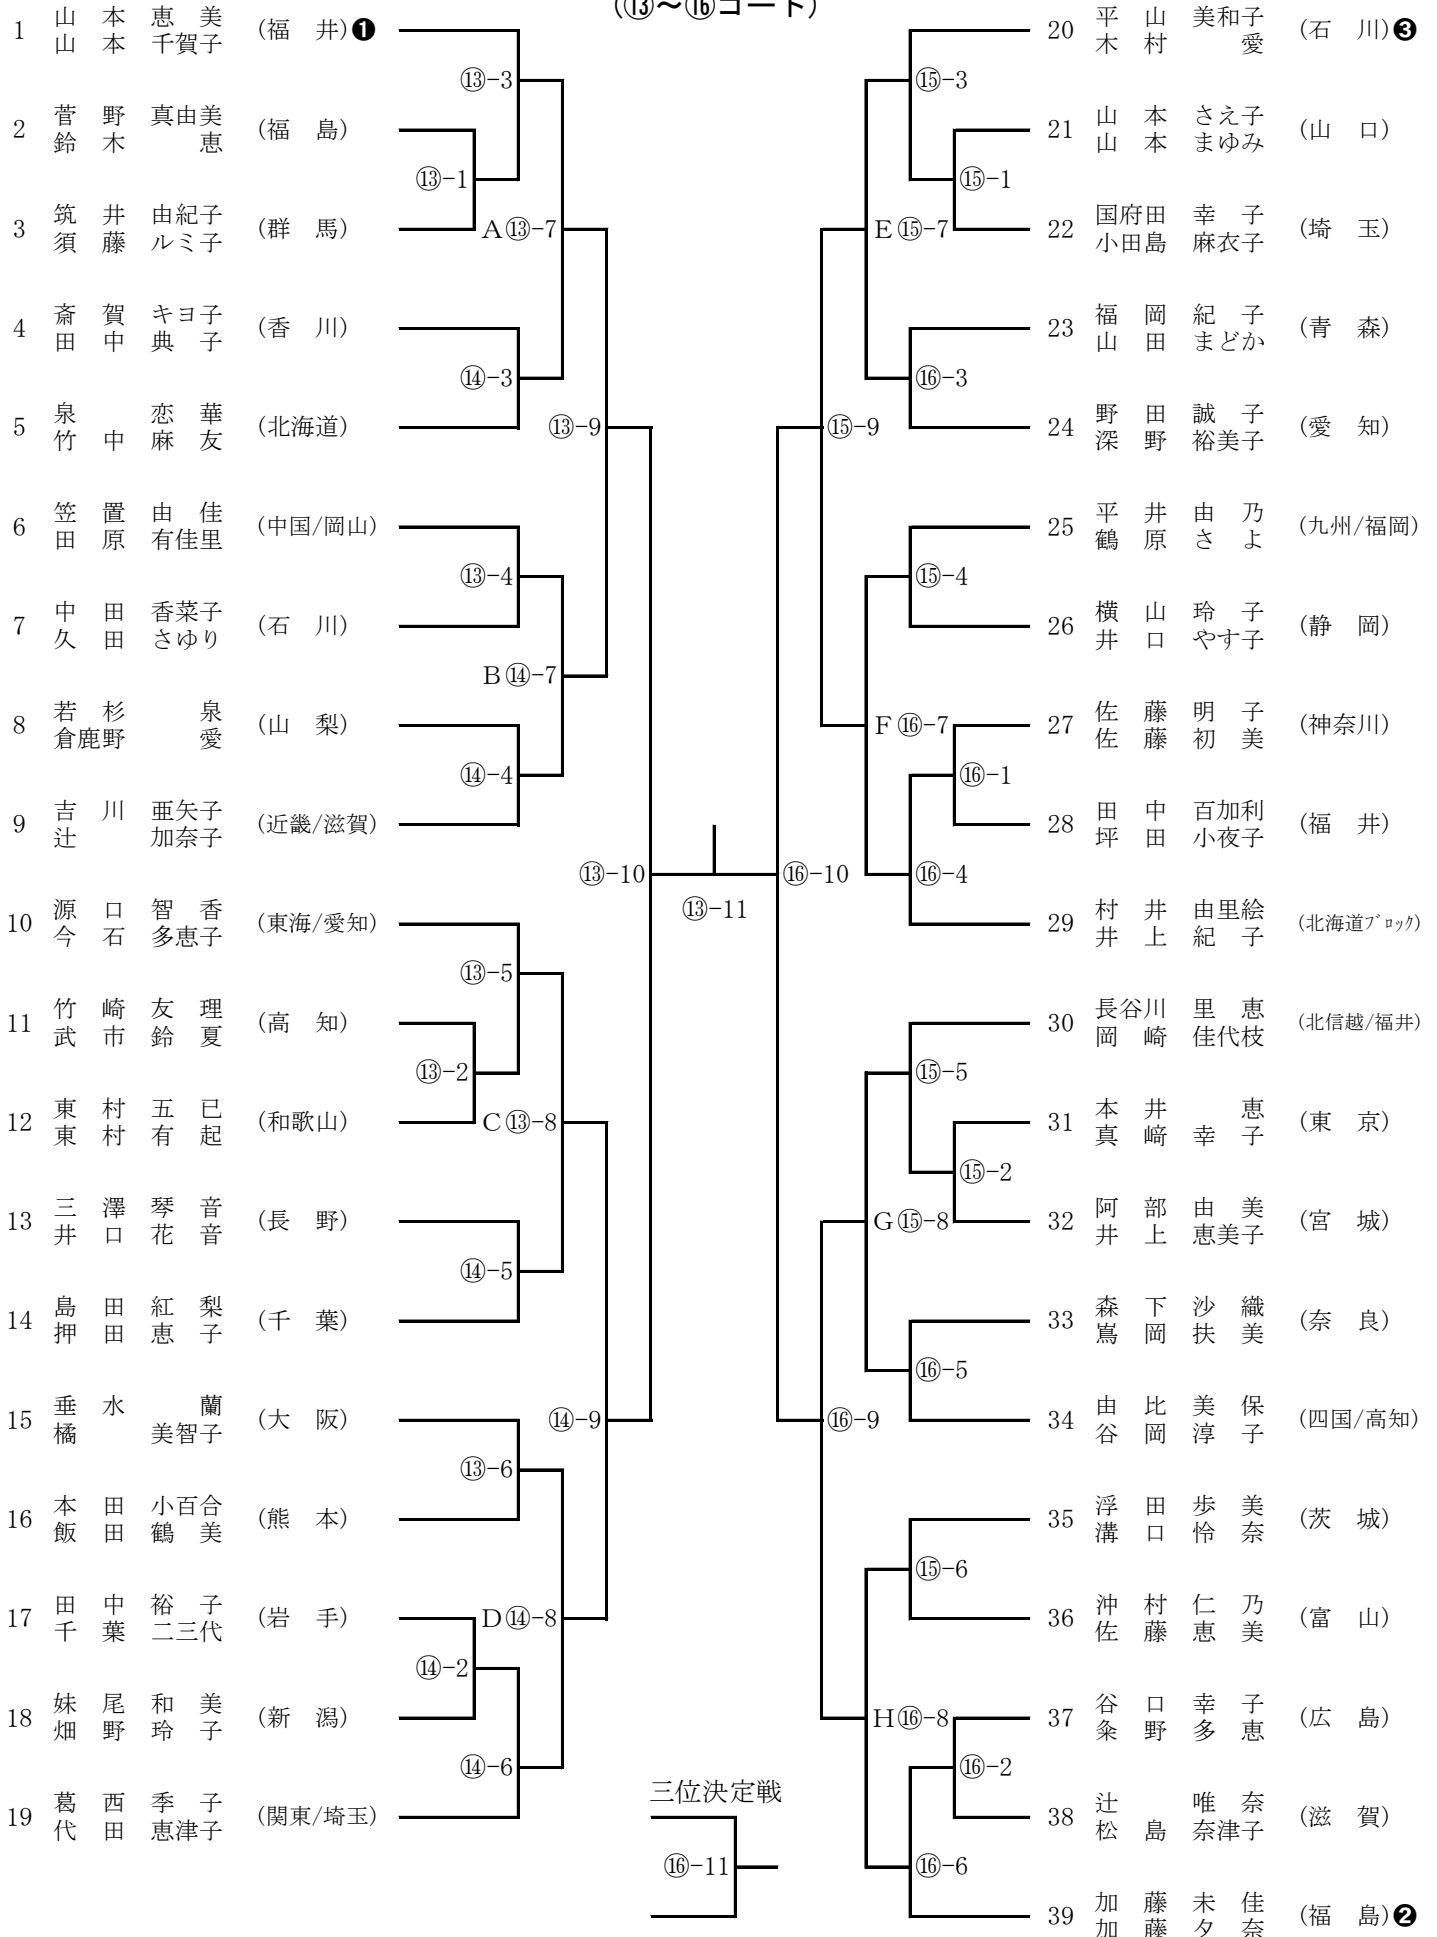 (⑬～⑯コート)
1 山本 恵美 (福井)❶
山本 千賀子
⑬-3
2 菅野 真由美 (福島)
鈴木 恵
⑬-1
3 筑井 由紀子 (群馬)
須藤 ルミ子
A⑬-7
4 斎賀 キヨ子 (香川)
田中 典子
⑭-3
5 泉 恋華 (北海道)
竹中 麻友
⑬-9
6 笠置 由佳 (中国/岡山)
田原 有佳里
⑬-4
7 中田 香菜子 (石川)
久田 さゆり
B⑭-7
8 若杉 泉 (山梨)
倉鹿野 愛
⑭-4
9 吉川 亜矢子 (近畿/滋賀)
辻 加奈子
⑬-10
10 源口 智香 (東海/愛知)
今石 多恵子
⑬-5
11 竹崎 友理 (高知)
武市 鈴夏
⑬-2
12 東村 五巳 (和歌山)
東村 有起
C⑬-8
13 三澤 琴音 (長野)
井口 花音
⑭-5
14 島田 紅梨 (千葉)
押田 恵子
15 垂水 蘭 (大阪)
橘 美智子
⑭-9
⑬-6
16 本田 小百合 (熊本)
飯田 鶴美
17 田中 裕子 (岩手)
千葉 二三代
D⑭-8
⑭-2
18 妹尾 和美 (新潟)
畑野 玲子
⑭-6
19 葛西 季子 (関東/埼玉)
代田 恵津子
⑬-11
三位決定戦
⑯-11
20 平山 美和子 (石川)❸
木村 愛
⑮-3
21 山本 さえ子 (山口)
山本 まゆみ
⑮-1
22 国府田 幸子 (埼玉)
小田島 麻衣子
E⑮-7
23 福岡 紀子 (青森)
山田 まどか
⑯-3
24 野田 誠子 (愛知)
深野 裕美子
⑮-9
25 平井 由乃 (九州/福岡)
鶴原 さよ
⑮-4
26 横山 玲子 (静岡)
井口 やす子
27 佐藤 明子 (神奈川)
佐藤 初美
F⑯-7
⑯-1
28 田中 百加利 (福井)
坪田 小夜子
⑯-10
⑯-4
29 村井 由里絵 (北海道ブロック)
井上 紀子
30 長谷川 里恵 (北信越/福井)
岡崎 佳代枝
⑮-5
31 本井 恵 (東京)
真﨑 幸子
⑮-2
32 阿部 由美 (宮城)
井上 恵美子
G⑮-8
33 森下 沙織 (奈良)
嶌岡 扶美
⑯-5
34 由比 美保 (四国/高知)
谷岡 淳子
⑯-9
35 浮田 歩美 (茨城)
溝口 怜奈
⑮-6
36 沖村 仁乃 (富山)
佐藤 恵美
37 谷口 幸子 (広島)
粂野 多恵
H⑯-8
⑯-2
38 辻 唯奈 (滋賀)
松島 奈津子
⑯-6
39 加藤 未佳 (福島)❷
加藤 夕奈